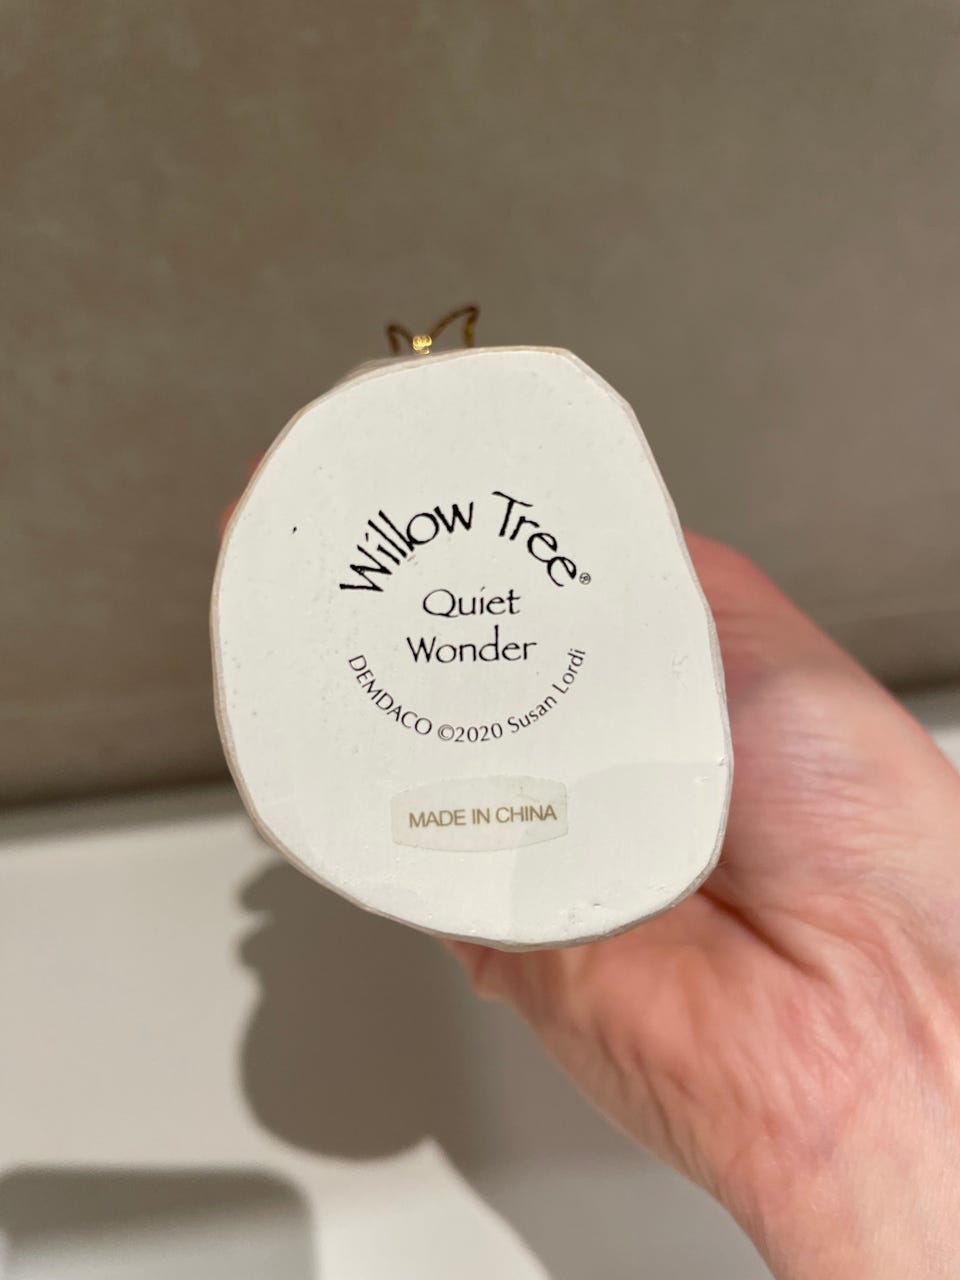 Willow Tree®
Quiet
Wonder
DEMDACO ©2020 Susan Lordi
MADE IN CHINA